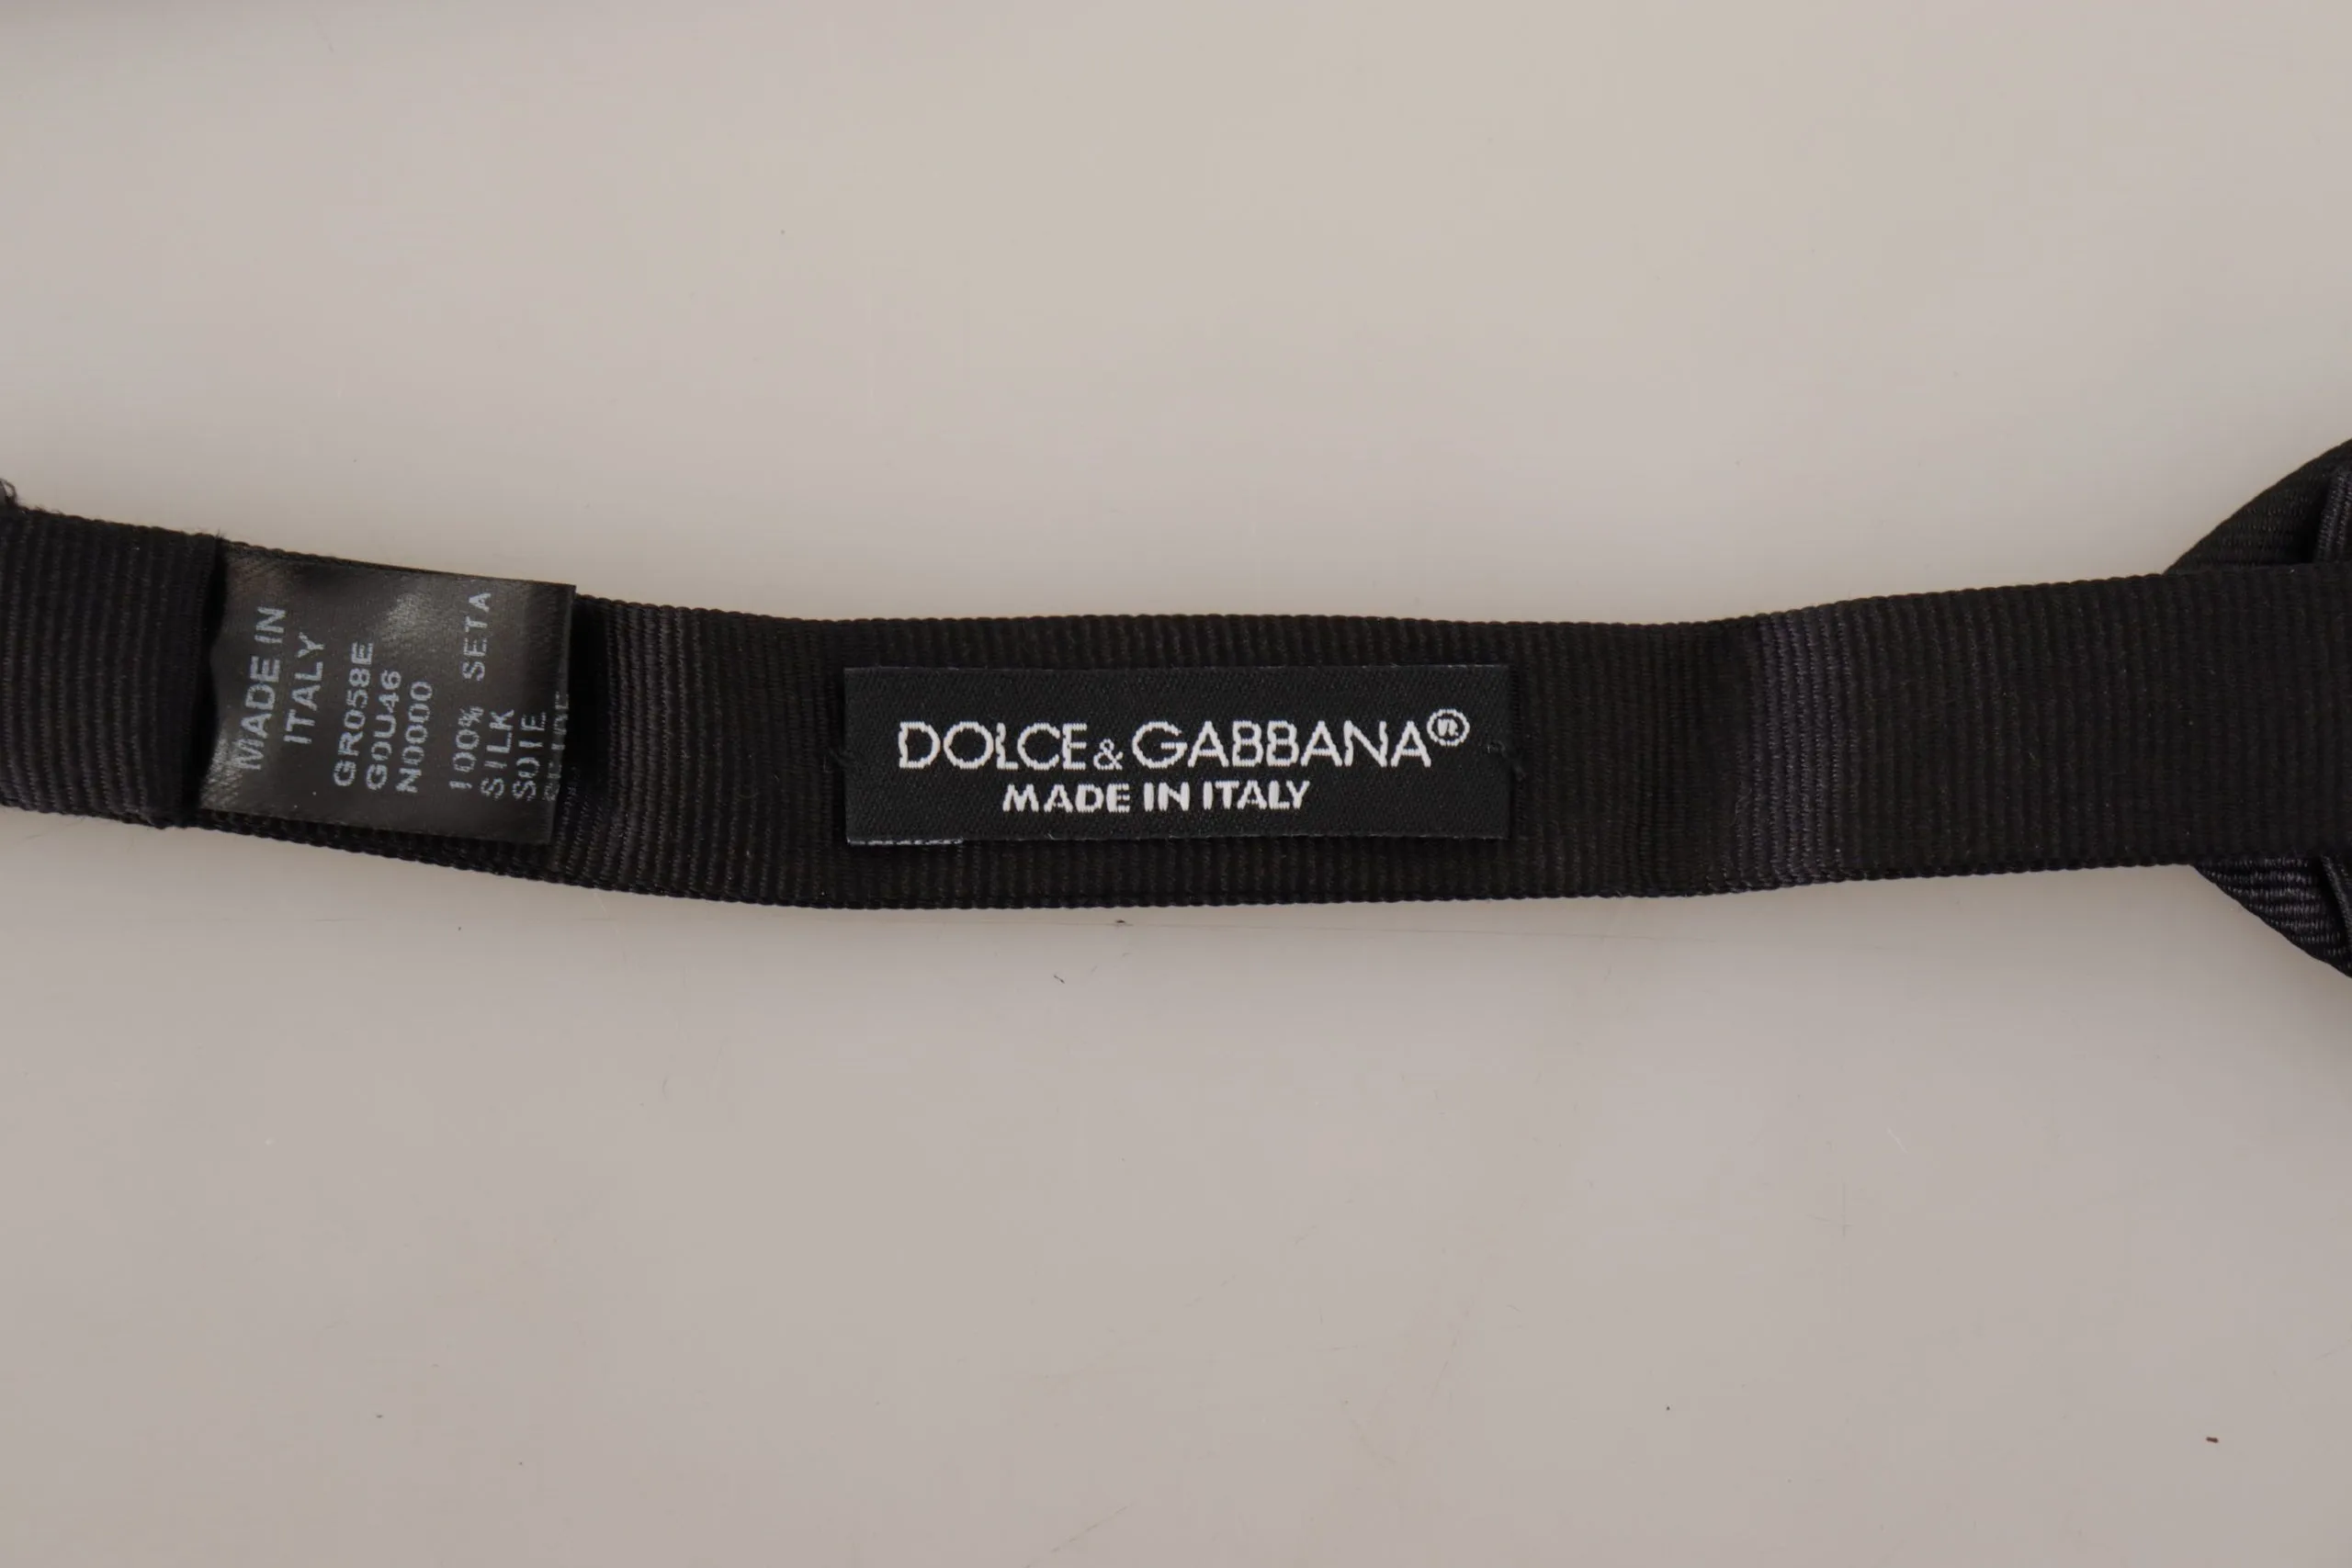 MADE IN
ITALY
GR058E
G0U46
N0000
100% SETA
SILK
SOIE
DOLCE & GABBANA®
MADE IN ITALY